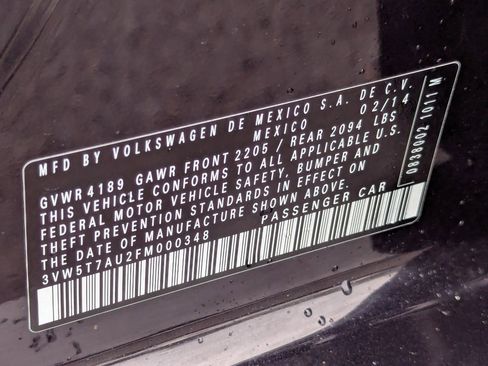 MFD BY VOLKSWAGEN DE MEXICO S.A. DE C.V.
MEXICO 02/14
GVWR 4189 GAWR FRONT 2205 / REAR 2094 LBS
THIS VEHICLE CONFORMS TO ALL APPLICABLE U.S.
FEDERAL MOTOR VEHICLE SAFETY, BUMPER AND
THEFT PREVENTION STANDARDS IN EFFECT ON
THE DATE OF MANUFACTURE SHOWN ABOVE.
3VW5T7AU2FM000348 PASSENGER CAR
0838002 1011 M